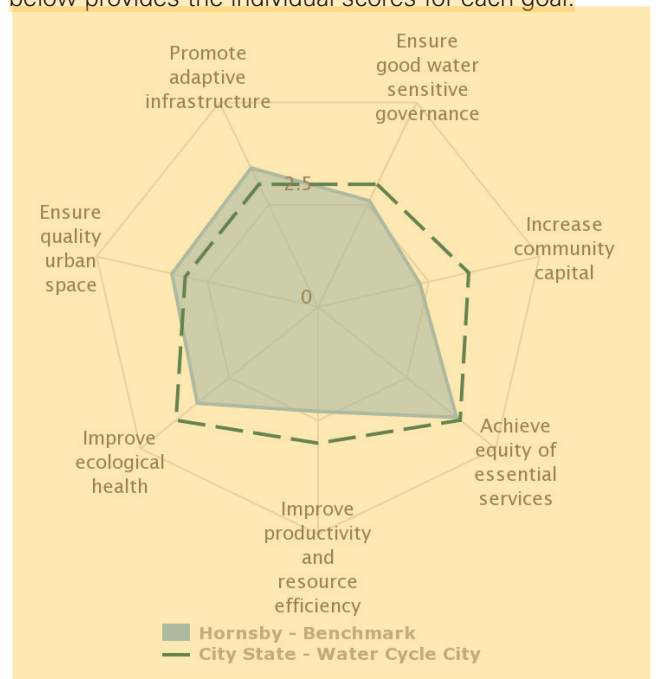 below provides the individual scores for each goal.
Ensure
good water
sensitive
governance
Promote
adaptive
infrastructure
2.5
Increase
community
capital
Ensure
quality
urban
space
0
Achieve
equity of
essential
services
Improve
ecological
health
Improve
productivity
and
resource
efficiency
Hornsby - Benchmark
City State - Water Cycle City